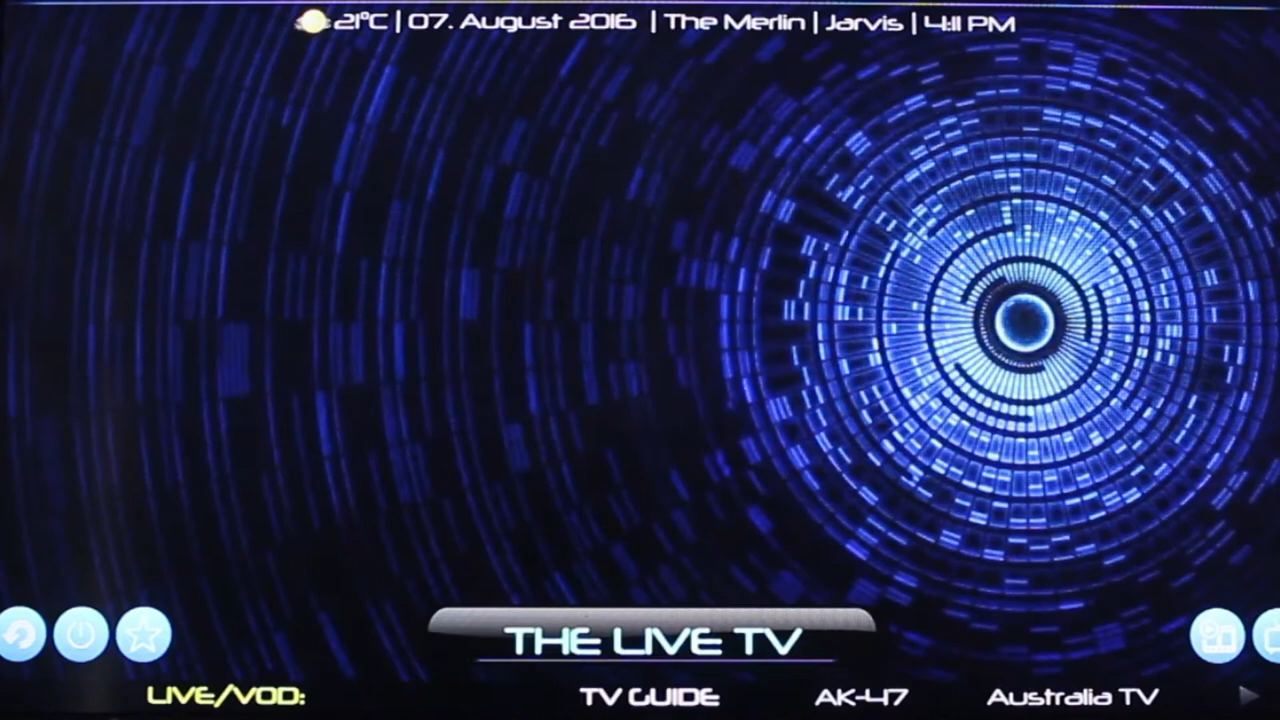 21°C | 07. August 2016 | The Merlin | Jarvis | 4:11 PM
THE LIVE TV
LIVE/VOD: TV GUIDE AK-47 Australia TV